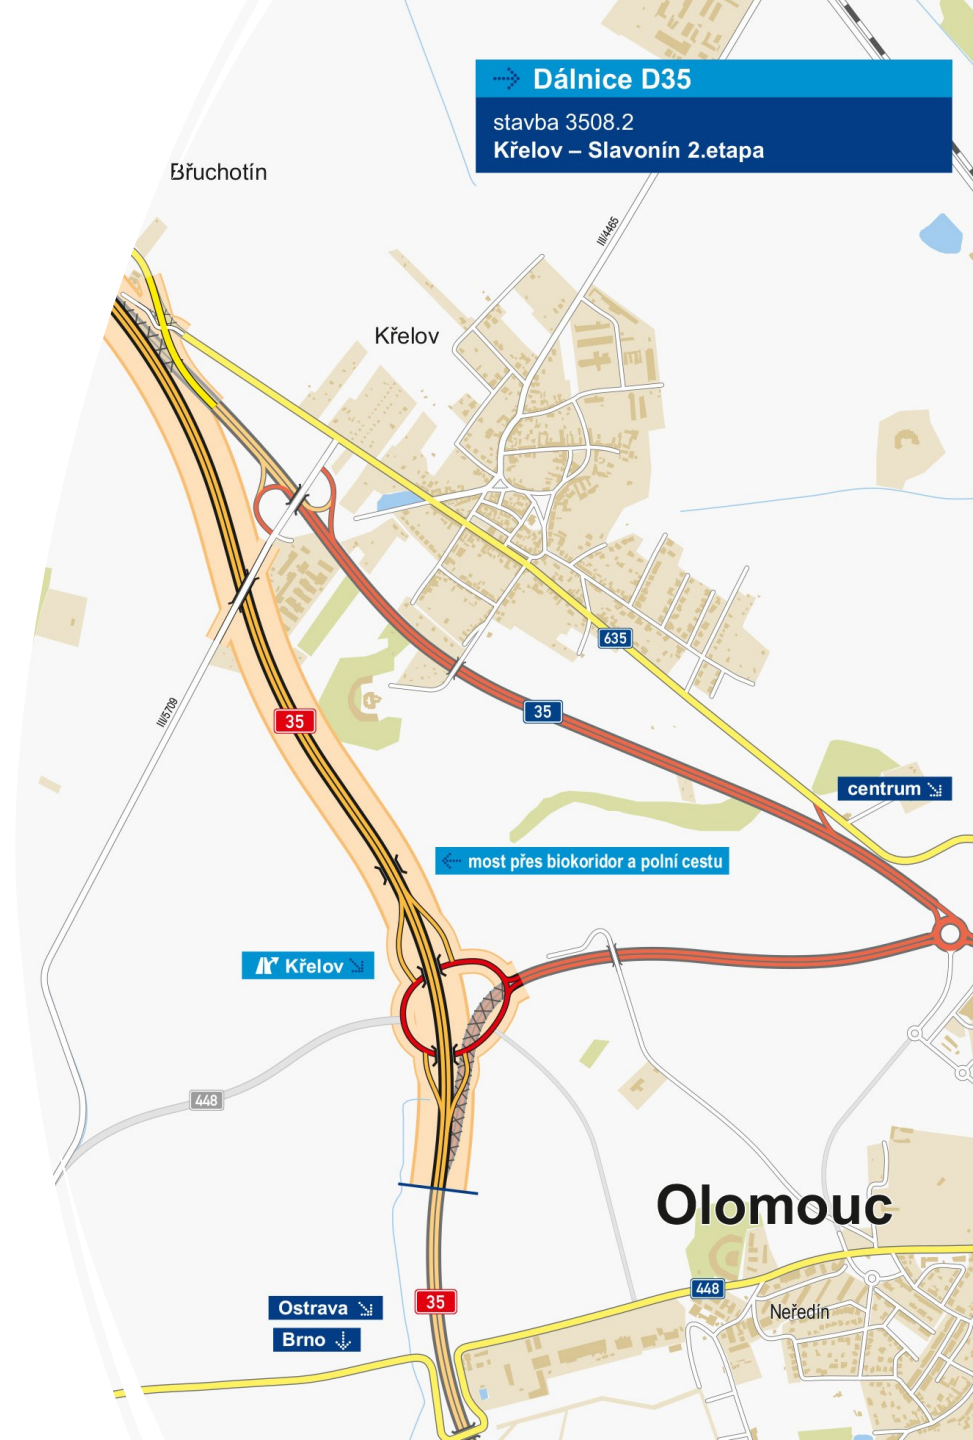 Dálnice D35
stavba 3508.2
Křelov – Slavonín 2.etapa
Břuchotín
III/4465
Křelov
635
III/5709
35
35
centrum
most přes biokoridor a polní cestu
Křelov
448
Olomouc
448
Ostrava
35
Neředín
Brno